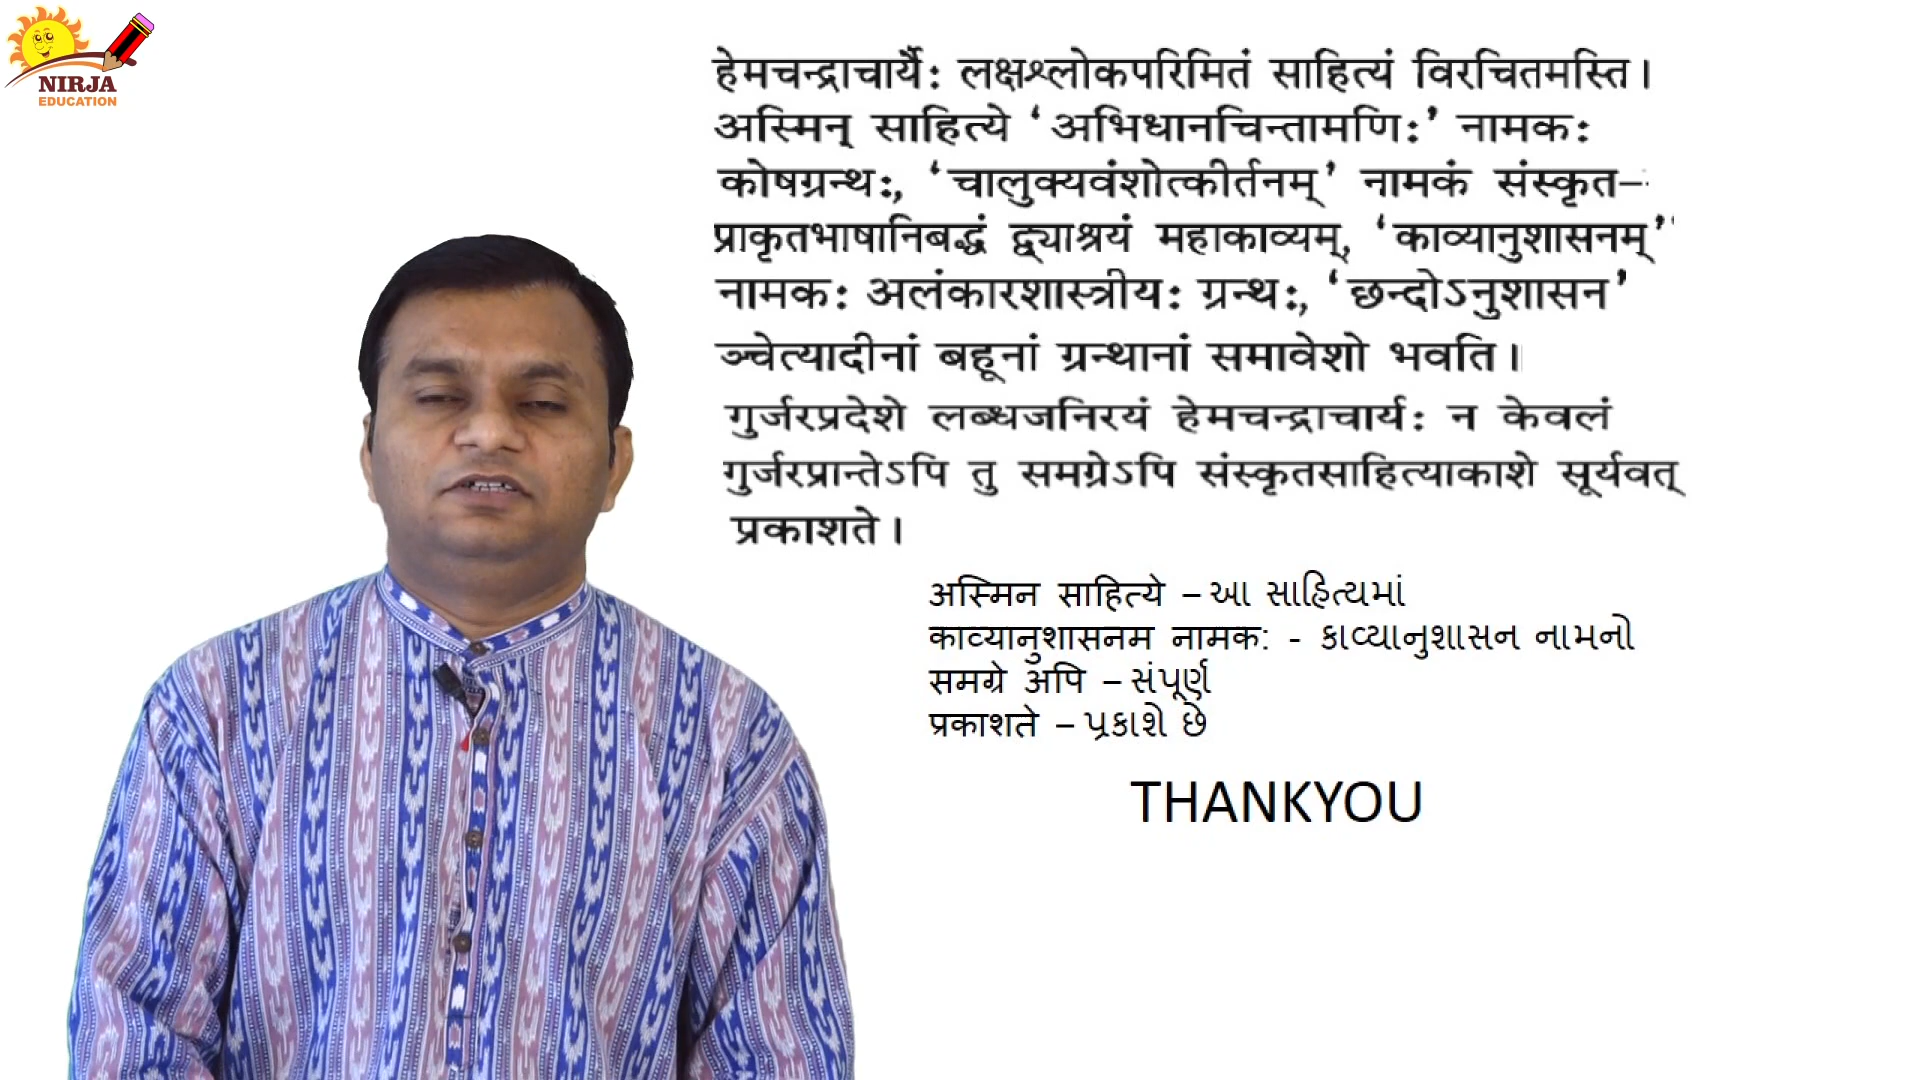 NIRJA
EDUCATION
हेमचन्द्राचार्यैः लक्षश्लोकपरिमितं साहित्यं विरचितमस्ति।
अस्मिन् साहित्ये ‘अभिधानचिन्तामणिः’ नामकः
कोषग्रन्थः, ‘चालुक्यवंशोत्कीर्तनम्’ नामकं संस्कृत–
प्राकृतभाषानिबद्धं द्व्याश्रयं महाकाव्यम्, ‘काव्यानुशासनम्’
नामकः अलंकारशास्त्रीयः ग्रन्थः, ‘छन्दोऽनुशासन’
ञ्चेत्यादीनां बहूनां ग्रन्थानां समावेशो भवति।
गुर्जरप्रदेशे लब्धजनिरयं हेमचन्द्राचार्यः न केवलं
गुर्जरप्रान्तेऽपि तु समग्रेऽपि संस्कृतसाहित्याकाशे सूर्यवत्
प्रकाशते।
अस्मिन साहित्ये – આ સાહિત્યમાં
काव्यानुशासनम नामक: - કાવ્યાનુશાસન નામનો
समग्रे अपि – સંપૂર્ણ
प्रकाशते – પ્રકાશે છે
THANKYOU